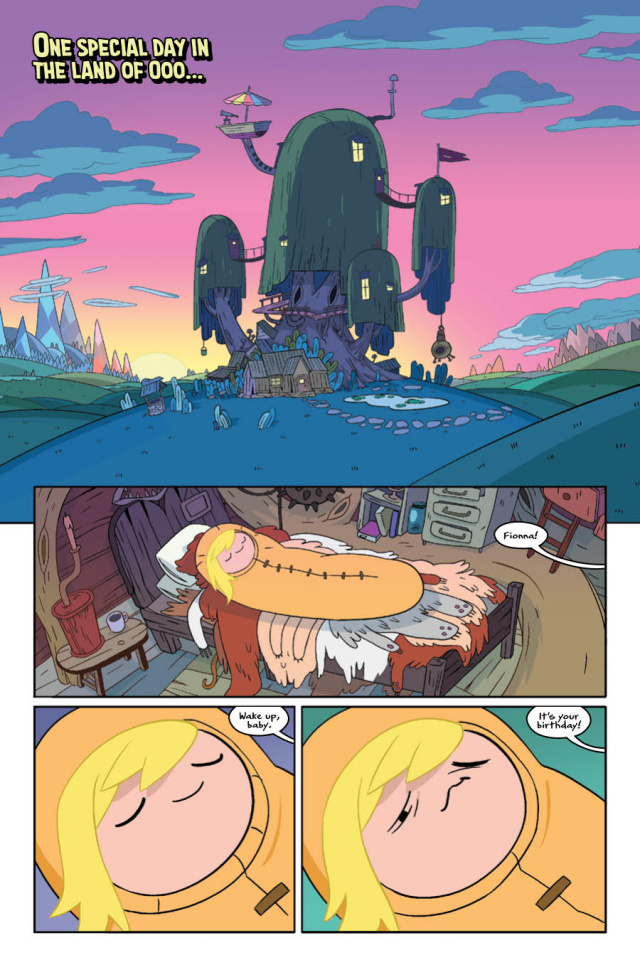 ONE SPECIAL DAY IN
THE LAND OF OOO...
Fionna!
Wake up,
baby.
It's your
birthday!